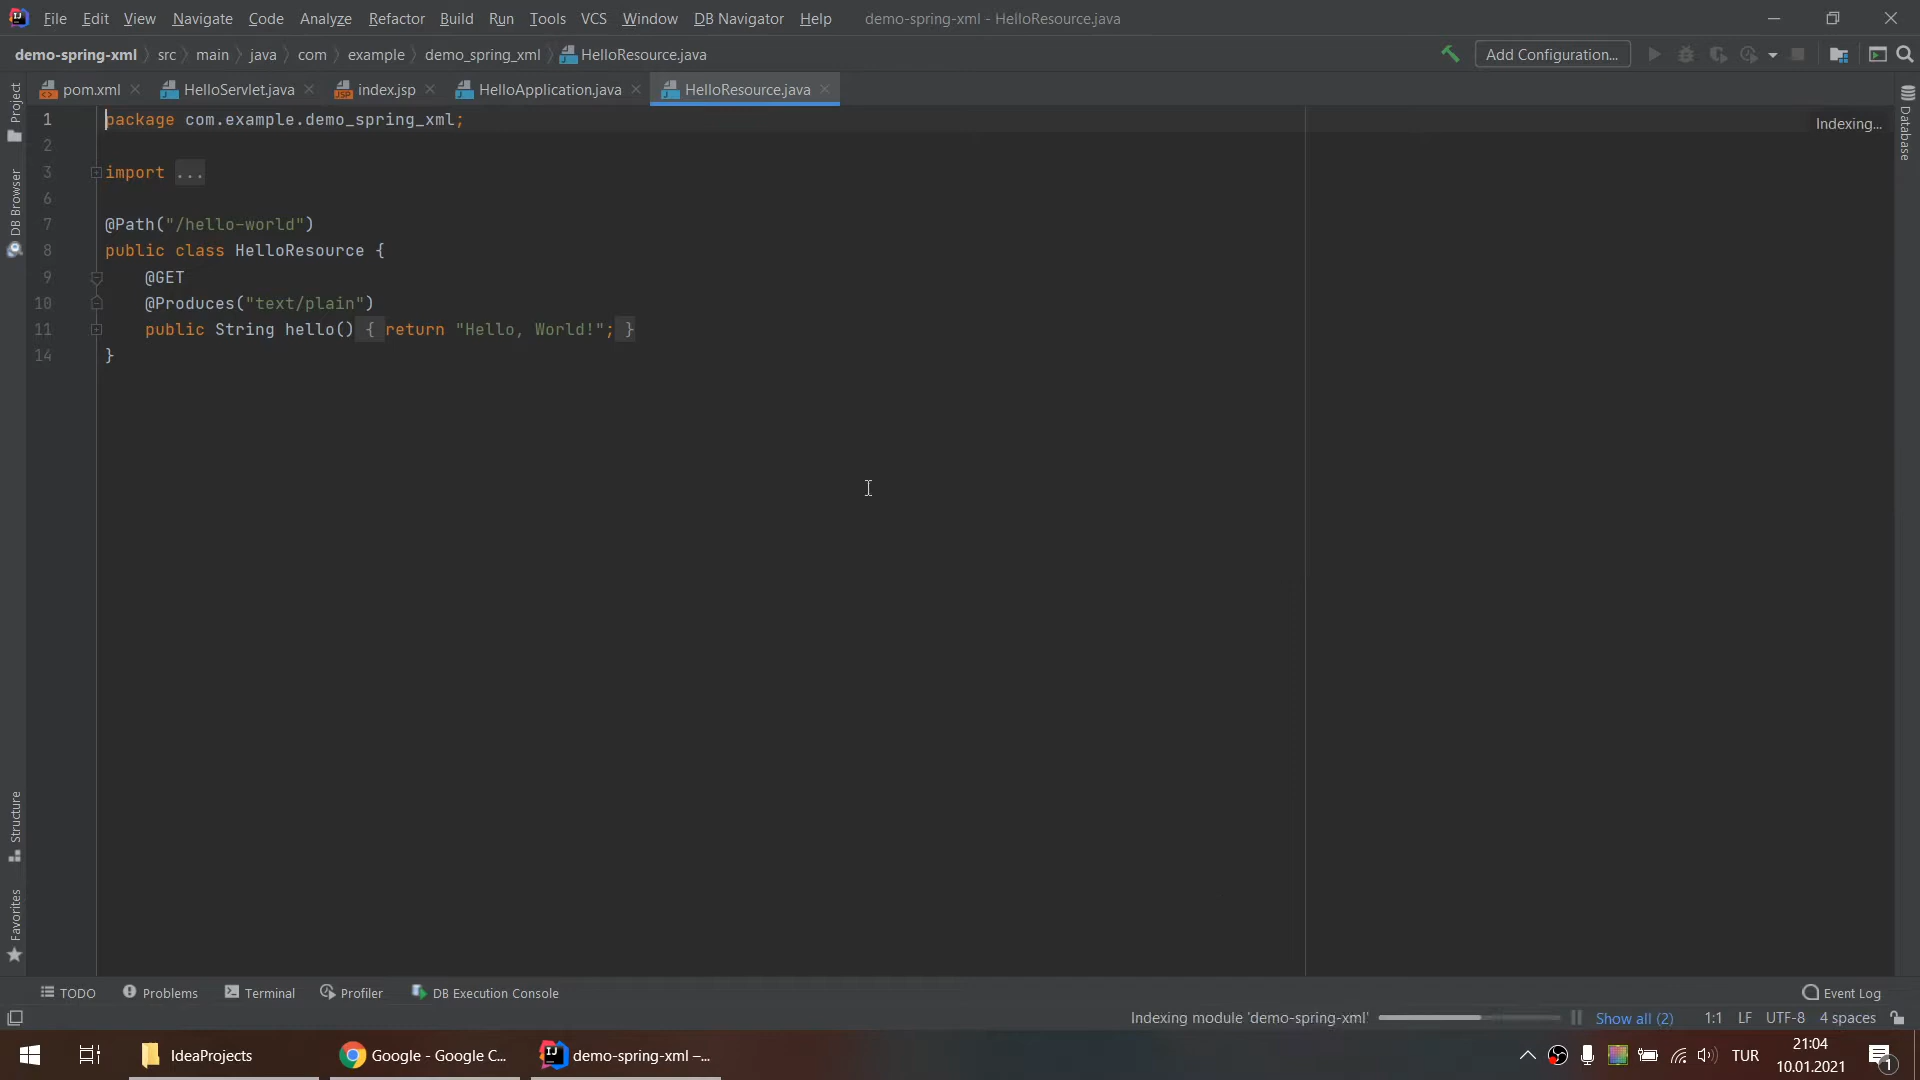 File Edit View Navigate Code Analyze Refactor Build Run Tools VCS Window DB Navigator Help demo-spring-xml - HelloResource.java
demo-spring-xml src main java com example demo_spring_xml HelloResource.java Add Configuration...
pom.xml HelloServlet.java index.jsp HelloApplication.java HelloResource.java
Project
DB Browser
Structure
Favorites
Database
Indexing...
1 package com.example.demo_spring_xml;
2
3 import ...
6
7 @Path("/hello-world")
8 public class HelloResource {
9 @GET
10 @Produces("text/plain")
11 public String hello() { return "Hello, World!"; }
14 }
TODO Problems Terminal Profiler DB Execution Console Event Log
Indexing module 'demo-spring-xml' Show all (2) 1:1 LF UTF-8 4 spaces
IdeaProjects Google - Google C... demo-spring-xml –... TUR 21:04
10.01.2021
1